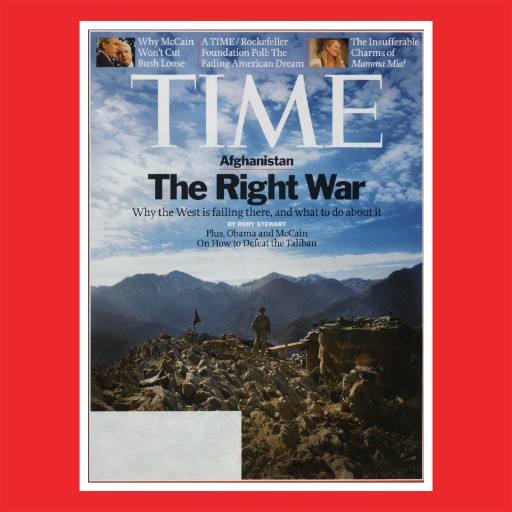 Why McCain
Won't Cut
Bush Loose
A TIME/Rockefeller
Foundation Poll: The
Fading American Dream
The Insufferable
Charms of
Mamma Mia!
TIME
Afghanistan
The Right War
Why the West is failing there, and what to do about it
BY RORY STEWART
Plus, Obama and McCain
On How to Defeat the Taliban